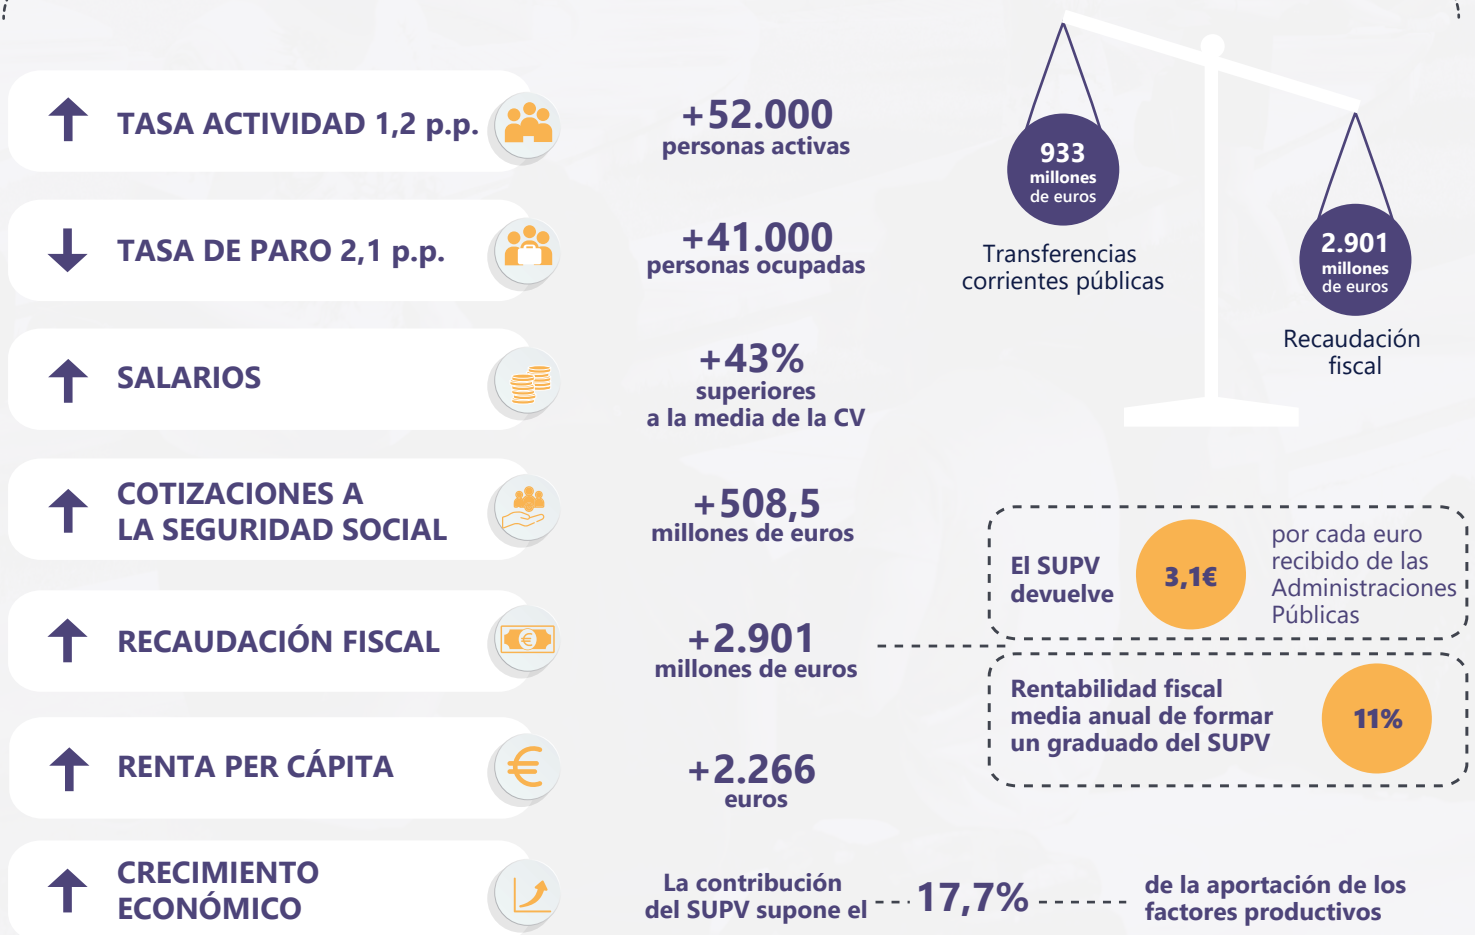 TASA ACTIVIDAD 1,2 p.p.
+52.000
personas activas
TASA DE PARO 2,1 p.p.
+41.000
personas ocupadas
SALARIOS
+43%
superiores
a la media de la CV
COTIZACIONES A
LA SEGURIDAD SOCIAL
+508,5
millones de euros
RECAUDACIÓN FISCAL
+2.901
millones de euros
RENTA PER CÁPITA
+2.266
euros
CRECIMIENTO
ECONÓMICO
La contribución
del SUPV supone el
17,7%
de la aportación de los
factores productivos
933
millones
de euros
Transferencias
corrientes públicas
2.901
millones
de euros
Recaudación
fiscal
El SUPV
devuelve
3,1€
por cada euro
recibido de las
Administraciones
Públicas
Rentabilidad fiscal
media anual de formar
un graduado del SUPV
11%